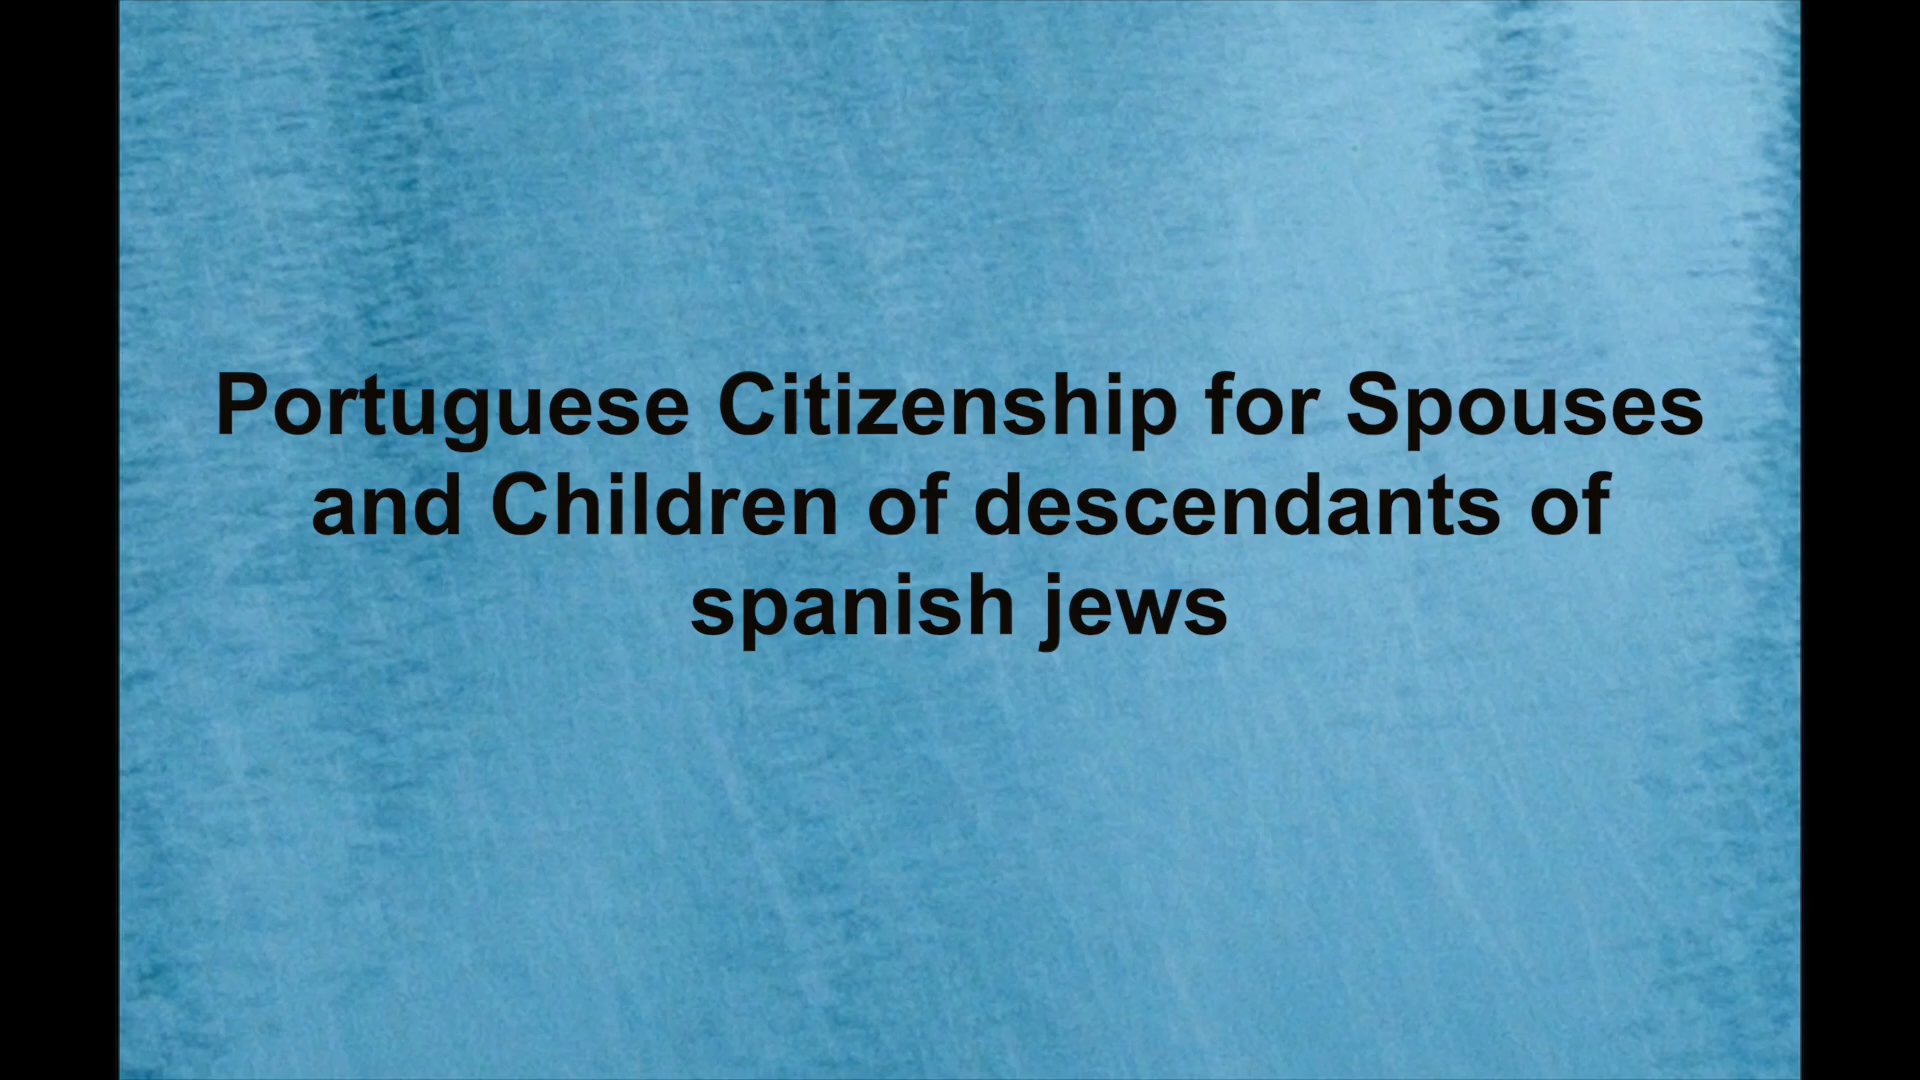 Portuguese Citizenship for Spouses
and Children of descendants of
spanish jews